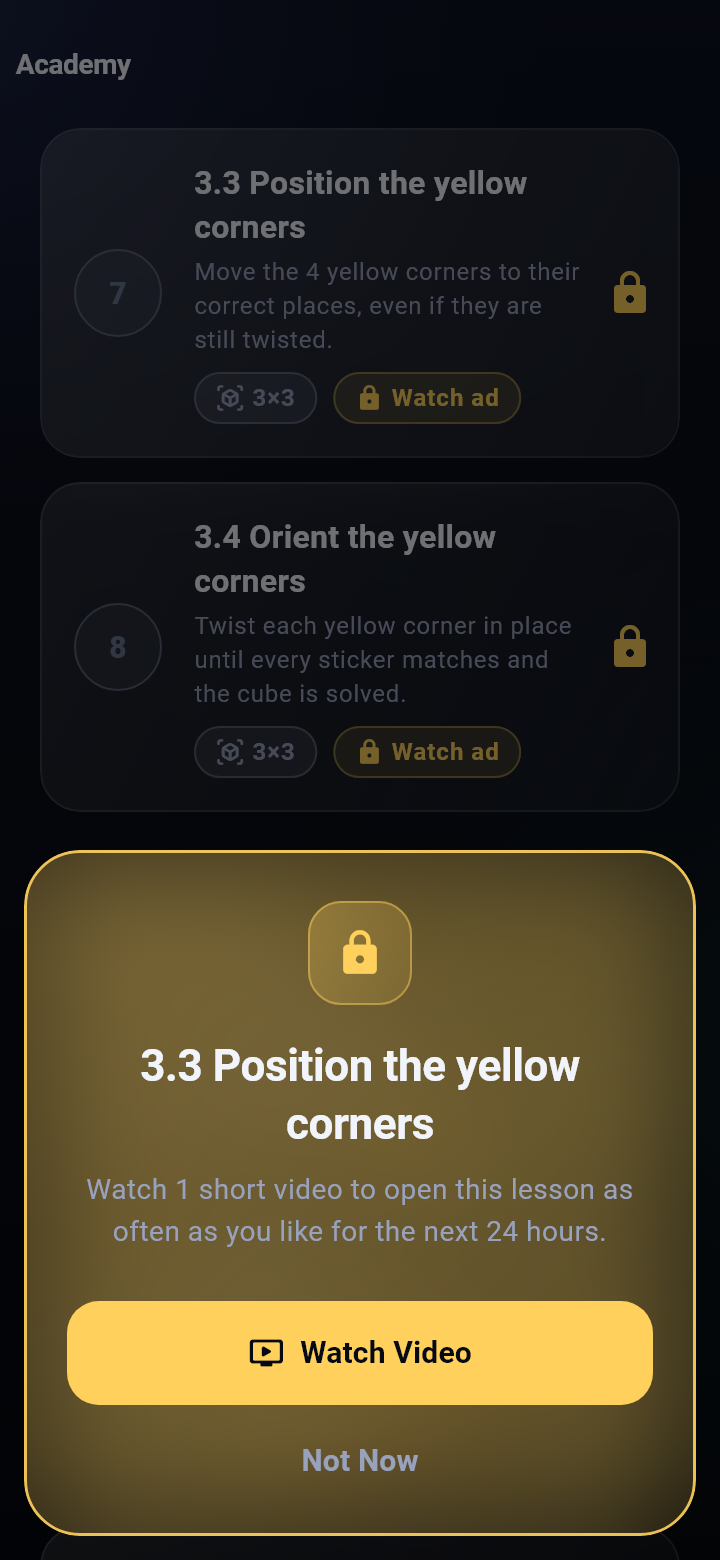 Academy
3.3 Position the yellow
corners
Move the 4 yellow corners to their
correct places, even if they are
still twisted.
7
3×3
Watch ad
3.4 Orient the yellow
corners
Twist each yellow corner in place
until every sticker matches and
the cube is solved.
8
3×3
Watch ad
3.3 Position the yellow
corners
Watch 1 short video to open this lesson as
often as you like for the next 24 hours.
Watch Video
Not Now